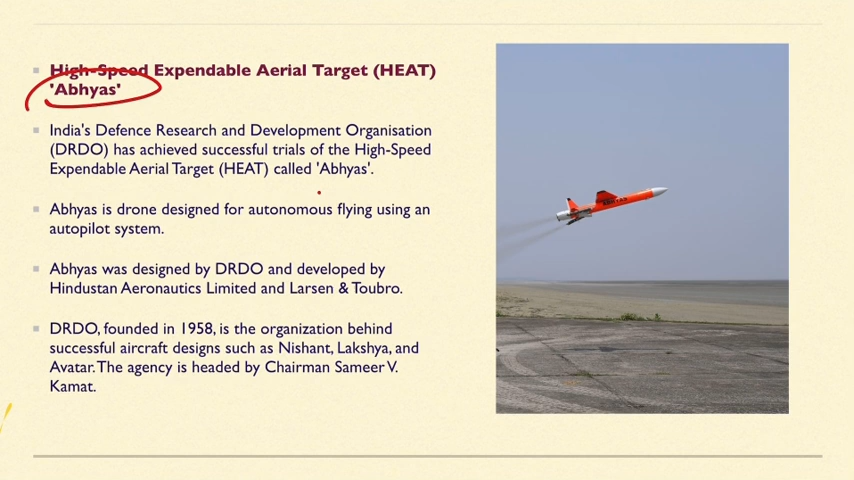 High-Speed Expendable Aerial Target (HEAT)
'Abhyas'
India's Defence Research and Development Organisation
(DRDO) has achieved successful trials of the High-Speed
Expendable Aerial Target (HEAT) called 'Abhyas'.
Abhyas is drone designed for autonomous flying using an
autopilot system.
Abhyas was designed by DRDO and developed by
Hindustan Aeronautics Limited and Larsen & Toubro.
DRDO, founded in 1958, is the organization behind
successful aircraft designs such as Nishant, Lakshya, and
Avatar. The agency is headed by Chairman Sameer V.
Kamat.
ABHYAS